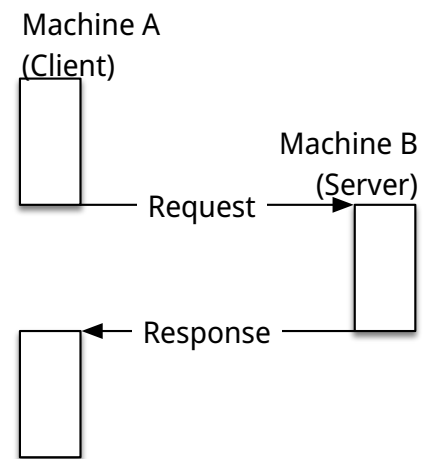 Machine A
(Client)
Machine B
(Server)
Request
Response